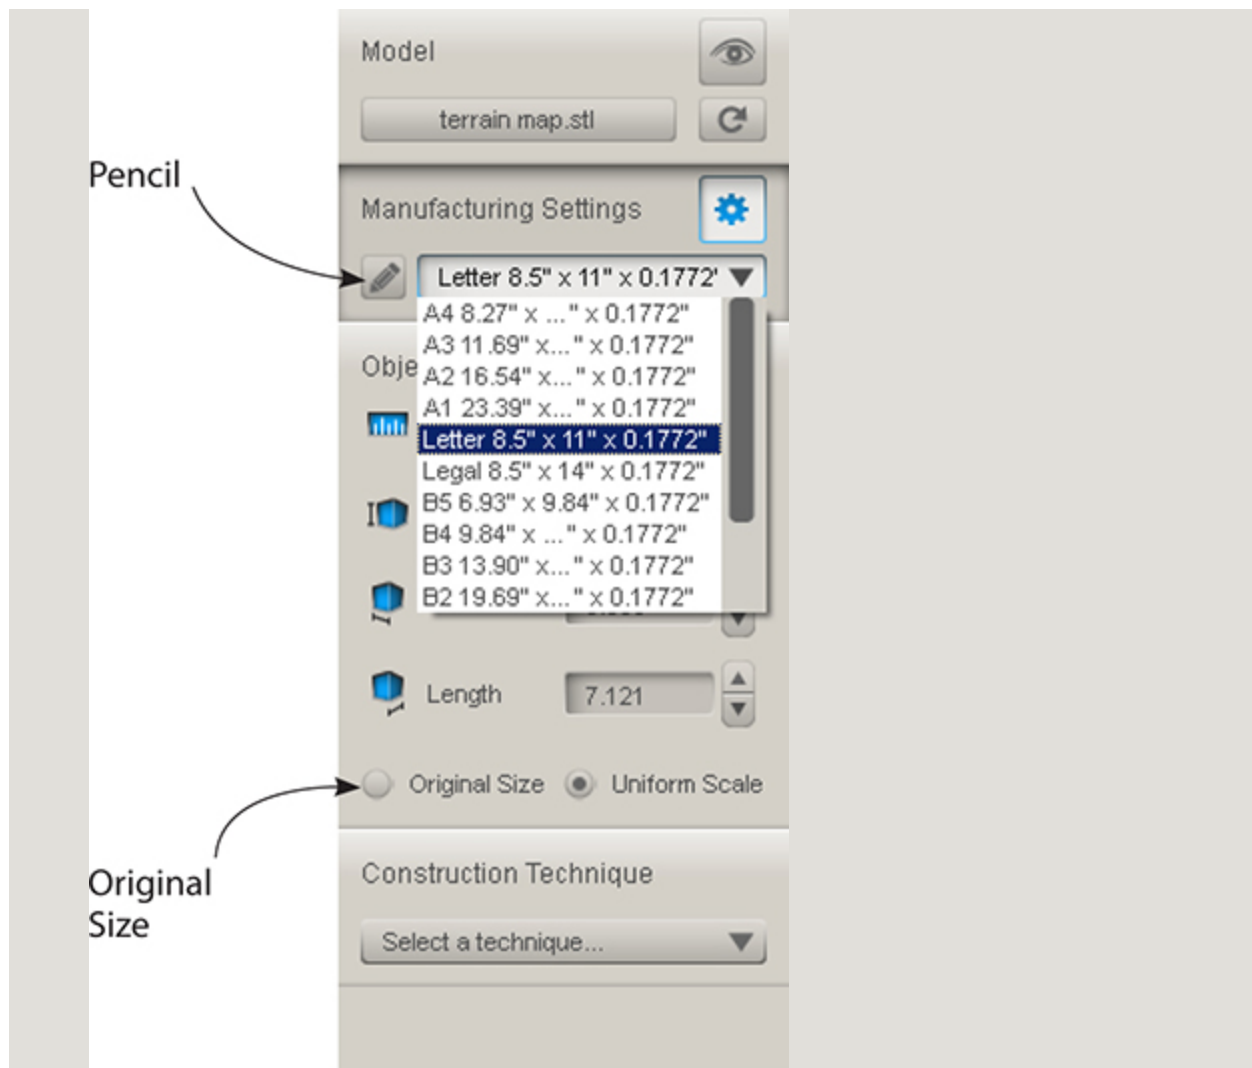 Model
terrain map.stl
Pencil
Manufacturing Settings
Letter 8.5" x 11" x 0.1772'
A4 8.27" x ..." x 0.1772"
A3 11.69" x..." x 0.1772"
Obje
A2 16.54" x..." x 0.1772"
A1 23.39" x..." x 0.1772"
Letter 8.5" x 11" x 0.1772"
Legal 8.5" x 14" x 0.1772"
B5 6.93" x 9.84" x 0.1772"
B4 9.84" x ..." x 0.1772"
B3 13.90" x..." x 0.1772"
B2 19.69" x..." x 0.1772"
Length 7.121
Original Size Uniform Scale
Original
Size
Construction Technique
Select a technique...